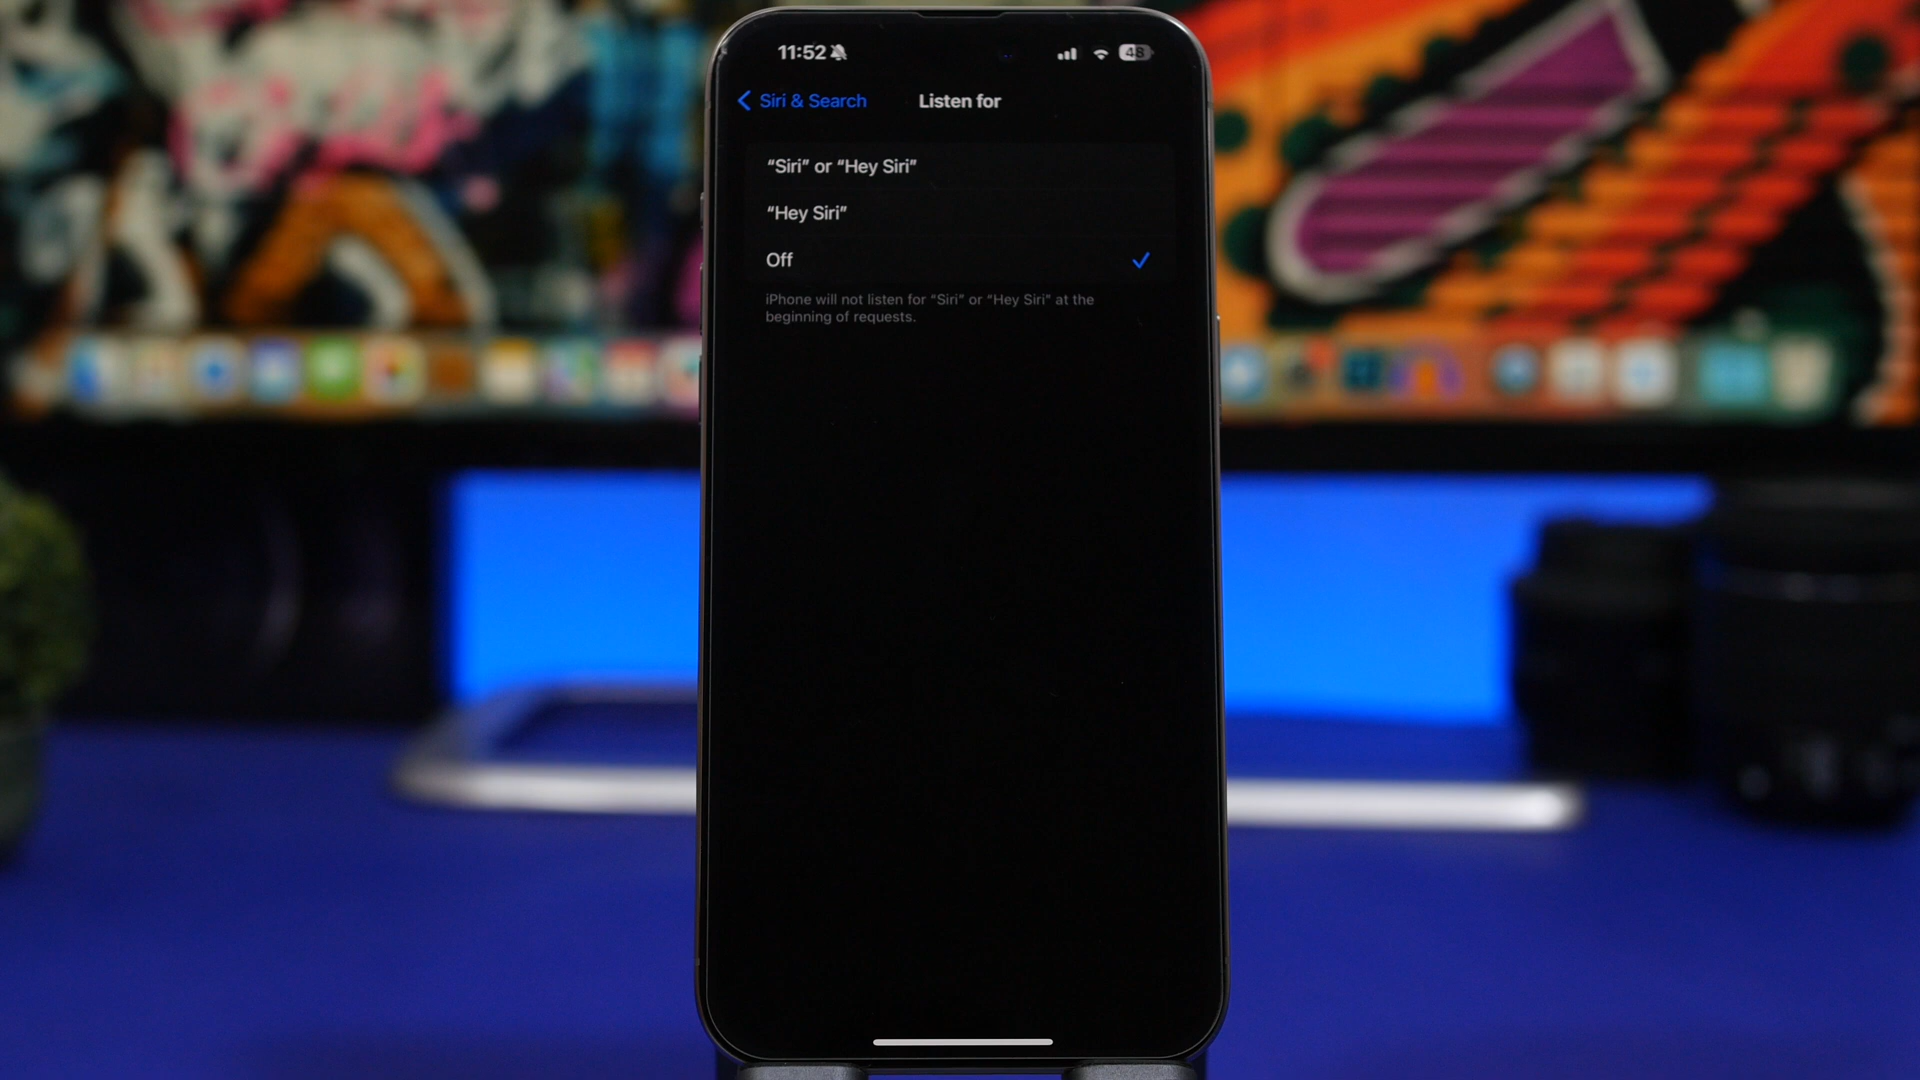 11:52
48
Siri & Search
Listen for
“Siri” or “Hey Siri”
“Hey Siri”
Off
iPhone will not listen for “Siri” or “Hey Siri” at the
beginning of requests.